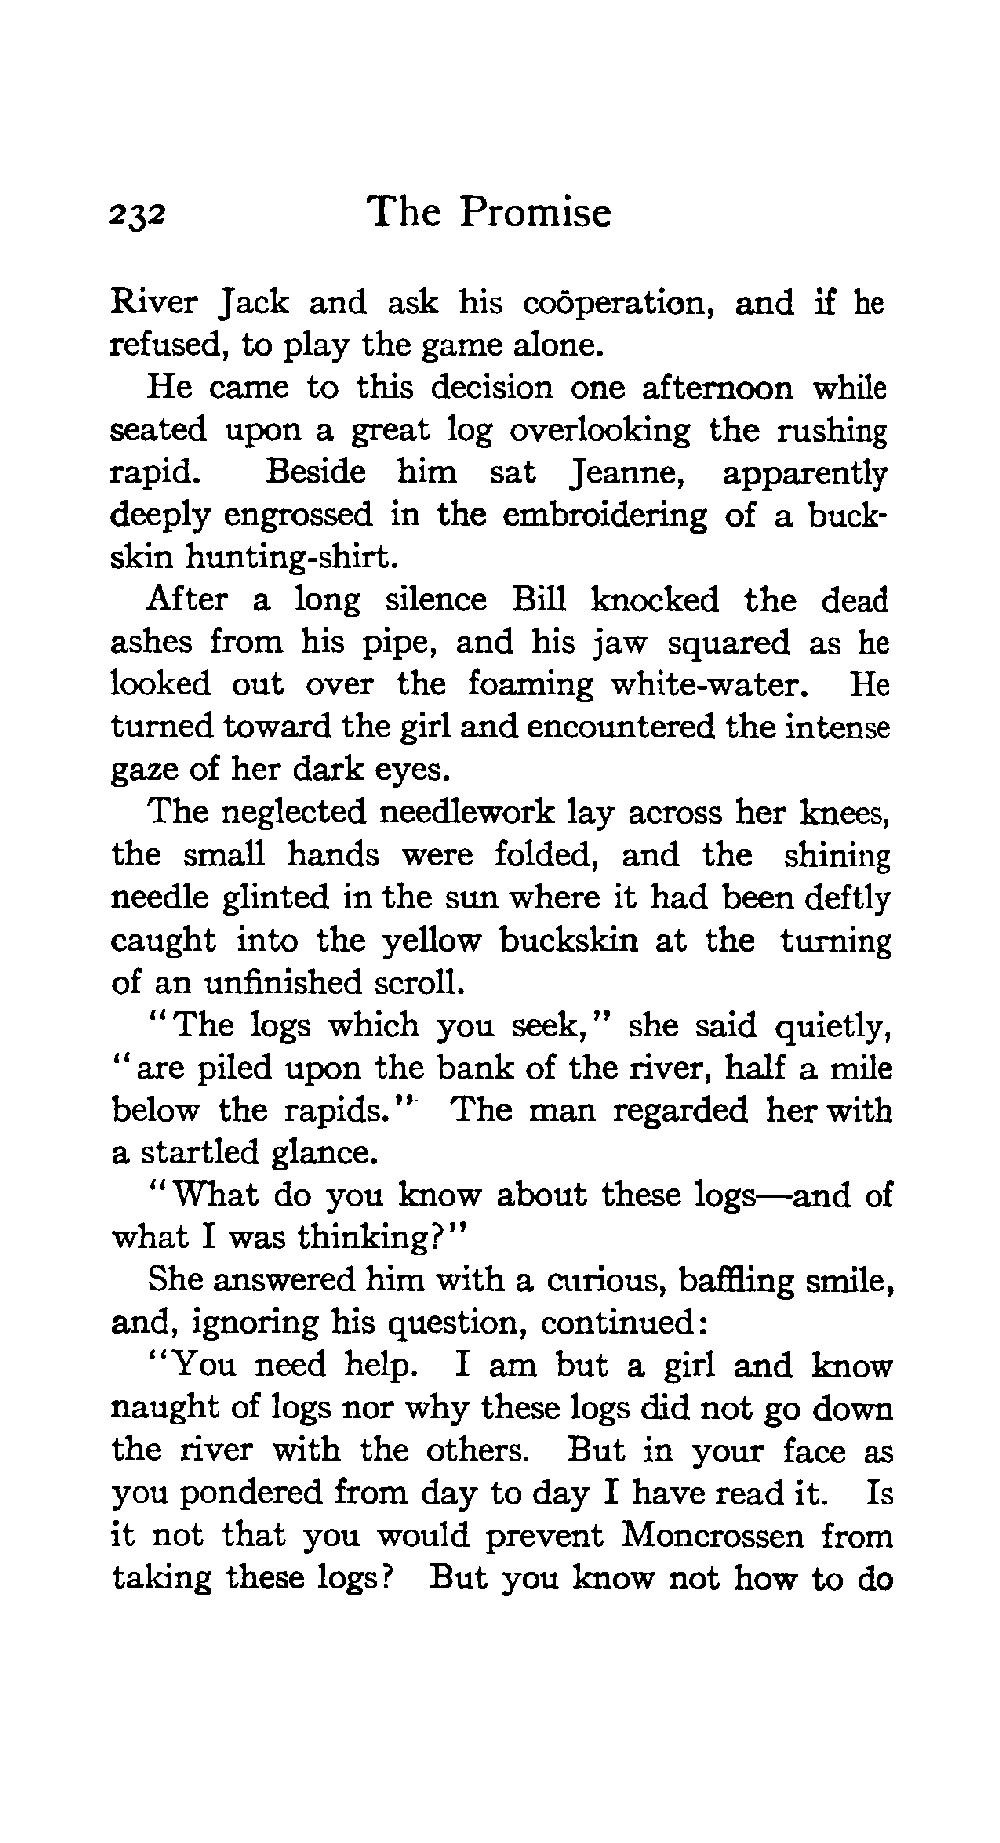 232 The Promise
River Jack and ask his coöperation, and if he
refused, to play the game alone.
He came to this decision one afternoon while
seated upon a great log overlooking the rushing
rapid. Beside him sat Jeanne, apparently
deeply engrossed in the embroidering of a buck-
skin hunting-shirt.
After a long silence Bill knocked the dead
ashes from his pipe, and his jaw squared as he
looked out over the foaming white-water. He
turned toward the girl and encountered the intense
gaze of her dark eyes.
The neglected needlework lay across her knees,
the small hands were folded, and the shining
needle glinted in the sun where it had been deftly
caught into the yellow buckskin at the turning
of an unfinished scroll.
"The logs which you seek," she said quietly,
"are piled upon the bank of the river, half a mile
below the rapids." The man regarded her with
a startled glance.
"What do you know about these logs—and of
what I was thinking?"
She answered him with a curious, baffling smile,
and, ignoring his question, continued:
"You need help. I am but a girl and know
naught of logs nor why these logs did not go down
the river with the others. But in your face as
you pondered from day to day I have read it. Is
it not that you would prevent Moncrossen from
taking these logs? But you know not how to do